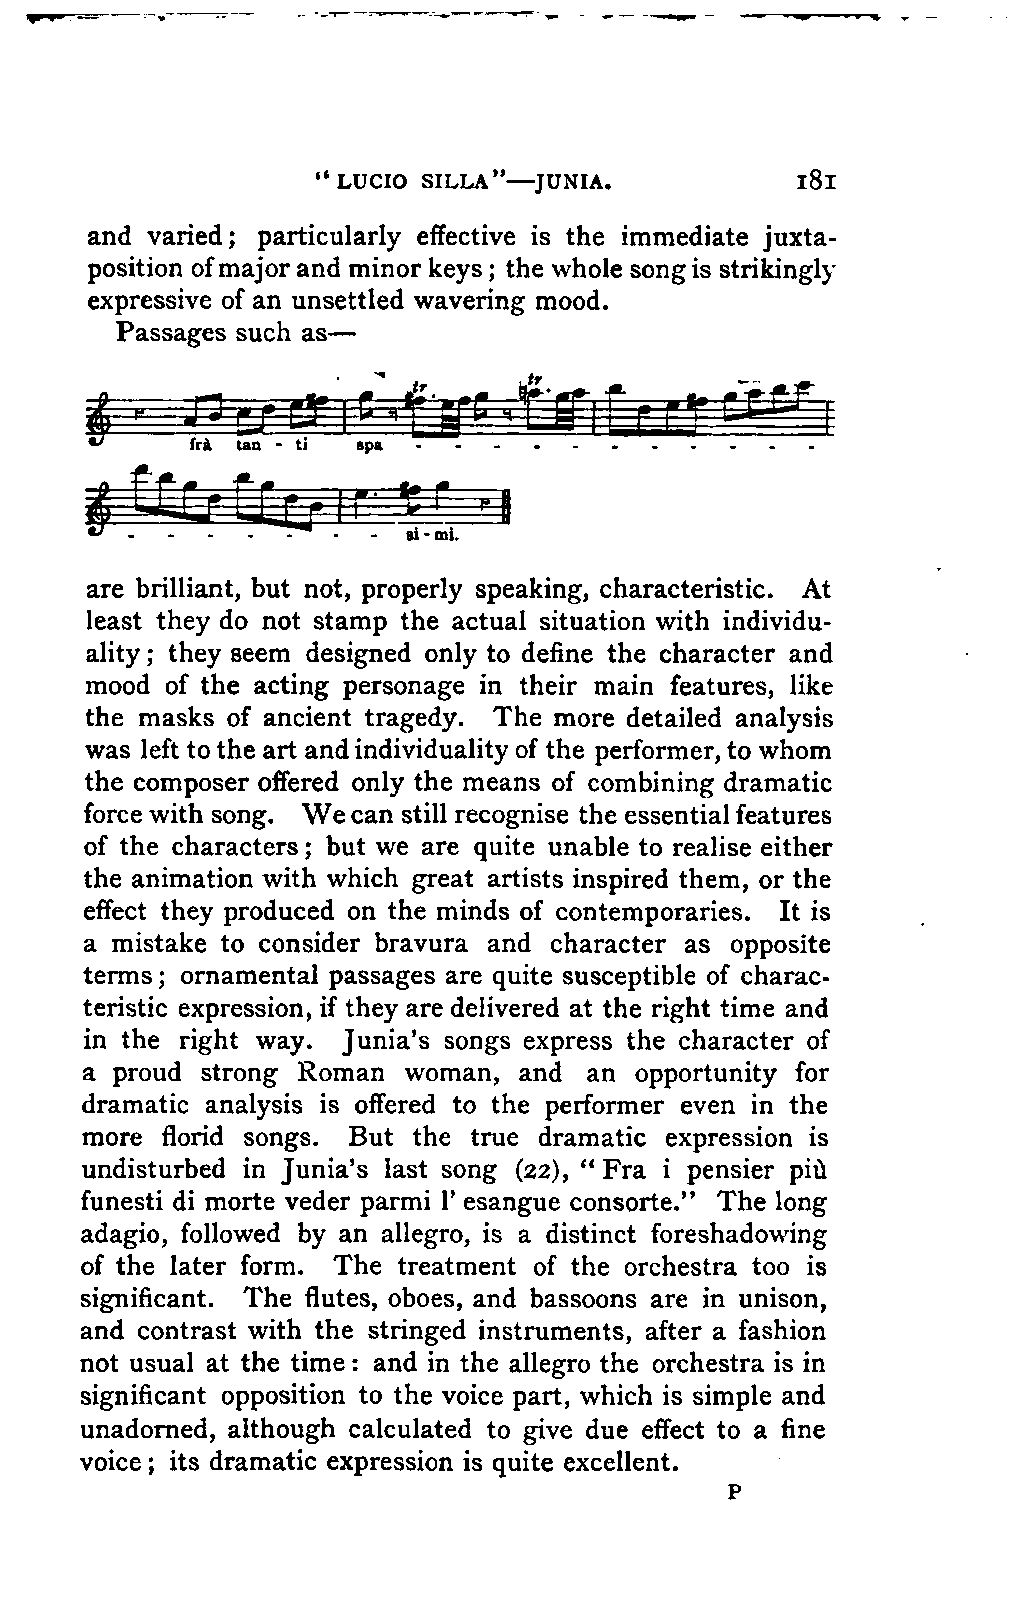 “ LUCIO SILLA”—JUNIA. 181
and varied; particularly effective is the immediate juxta-
position of major and minor keys; the whole song is strikingly
expressive of an unsettled wavering mood.
Passages such as—
tr tr
frà tan - ti spa - - - - - - - - - - -
- - - - - - - si - mi.
are brilliant, but not, properly speaking, characteristic. At
least they do not stamp the actual situation with individu-
ality; they seem designed only to define the character and
mood of the acting personage in their main features, like
the masks of ancient tragedy. The more detailed analysis
was left to the art and individuality of the performer, to whom
the composer offered only the means of combining dramatic
force with song. We can still recognise the essential features
of the characters; but we are quite unable to realise either
the animation with which great artists inspired them, or the
effect they produced on the minds of contemporaries. It is
a mistake to consider bravura and character as opposite
terms; ornamental passages are quite susceptible of charac-
teristic expression, if they are delivered at the right time and
in the right way. Junia's songs express the character of
a proud strong Roman woman, and an opportunity for
dramatic analysis is offered to the performer even in the
more florid songs. But the true dramatic expression is
undisturbed in Junia's last song (22), “Fra i pensier più
funesti di morte veder parmi l' esangue consorte.” The long
adagio, followed by an allegro, is a distinct foreshadowing
of the later form. The treatment of the orchestra too is
significant. The flutes, oboes, and bassoons are in unison,
and contrast with the stringed instruments, after a fashion
not usual at the time: and in the allegro the orchestra is in
significant opposition to the voice part, which is simple and
unadorned, although calculated to give due effect to a fine
voice; its dramatic expression is quite excellent.
P